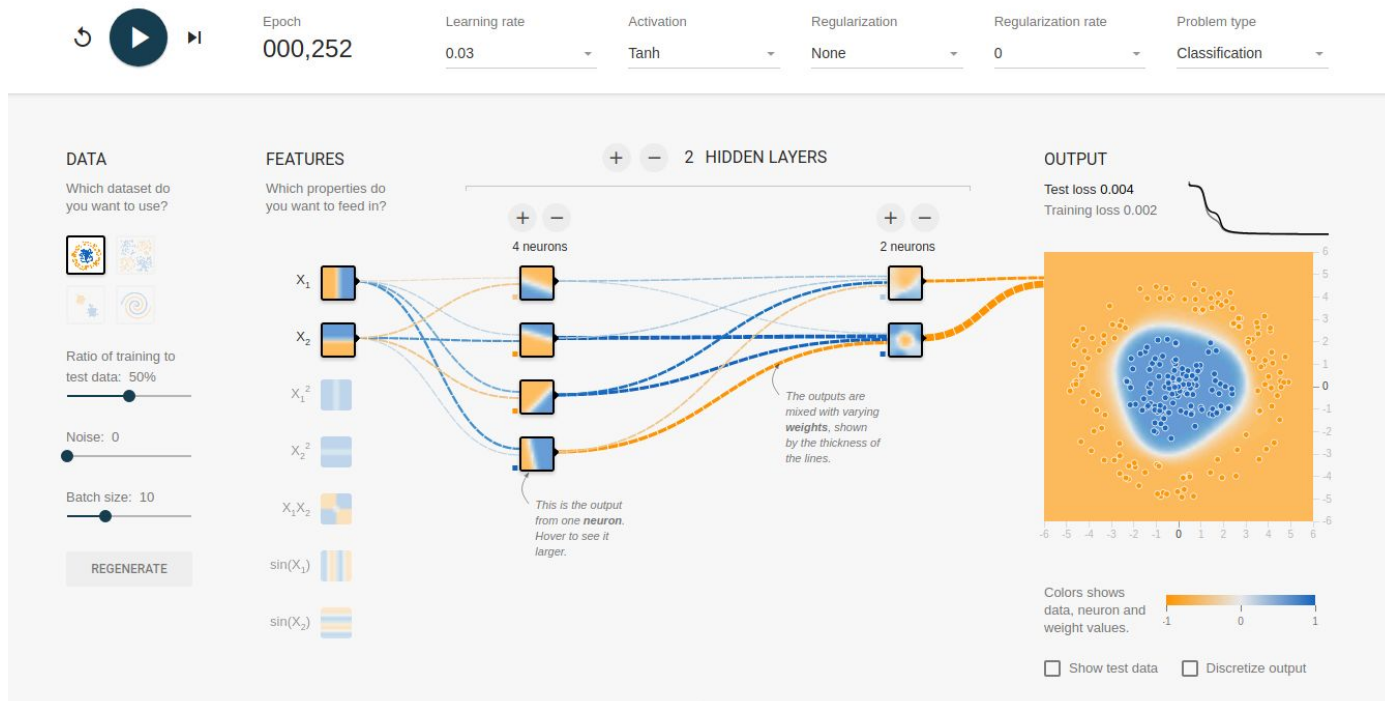 Epoch
000,252
Learning rate
0.03
Activation
Tanh
Regularization
None
Regularization rate
0
Problem type
Classification
DATA
Which dataset do
you want to use?
Ratio of training to
test data: 50%
Noise: 0
Batch size: 10
REGENERATE
FEATURES
Which properties do
you want to feed in?
X1
X2
X1²
X2²
X1X2
sin(X1)
sin(X2)
+ − 2 HIDDEN LAYERS
+ −
4 neurons
+ −
2 neurons
This is the output
from one neuron.
Hover to see it
larger.
The outputs are
mixed with varying
weights, shown
by the thickness of
the lines.
OUTPUT
Test loss 0.004
Training loss 0.002
6
5
4
3
2
1
0
-1
-2
-3
-4
-5
-6
-6 -5 -4 -3 -2 -1 0 1 2 3 4 5 6
Colors shows
data, neuron and
weight values.
-1 0 1
Show test data
Discretize output